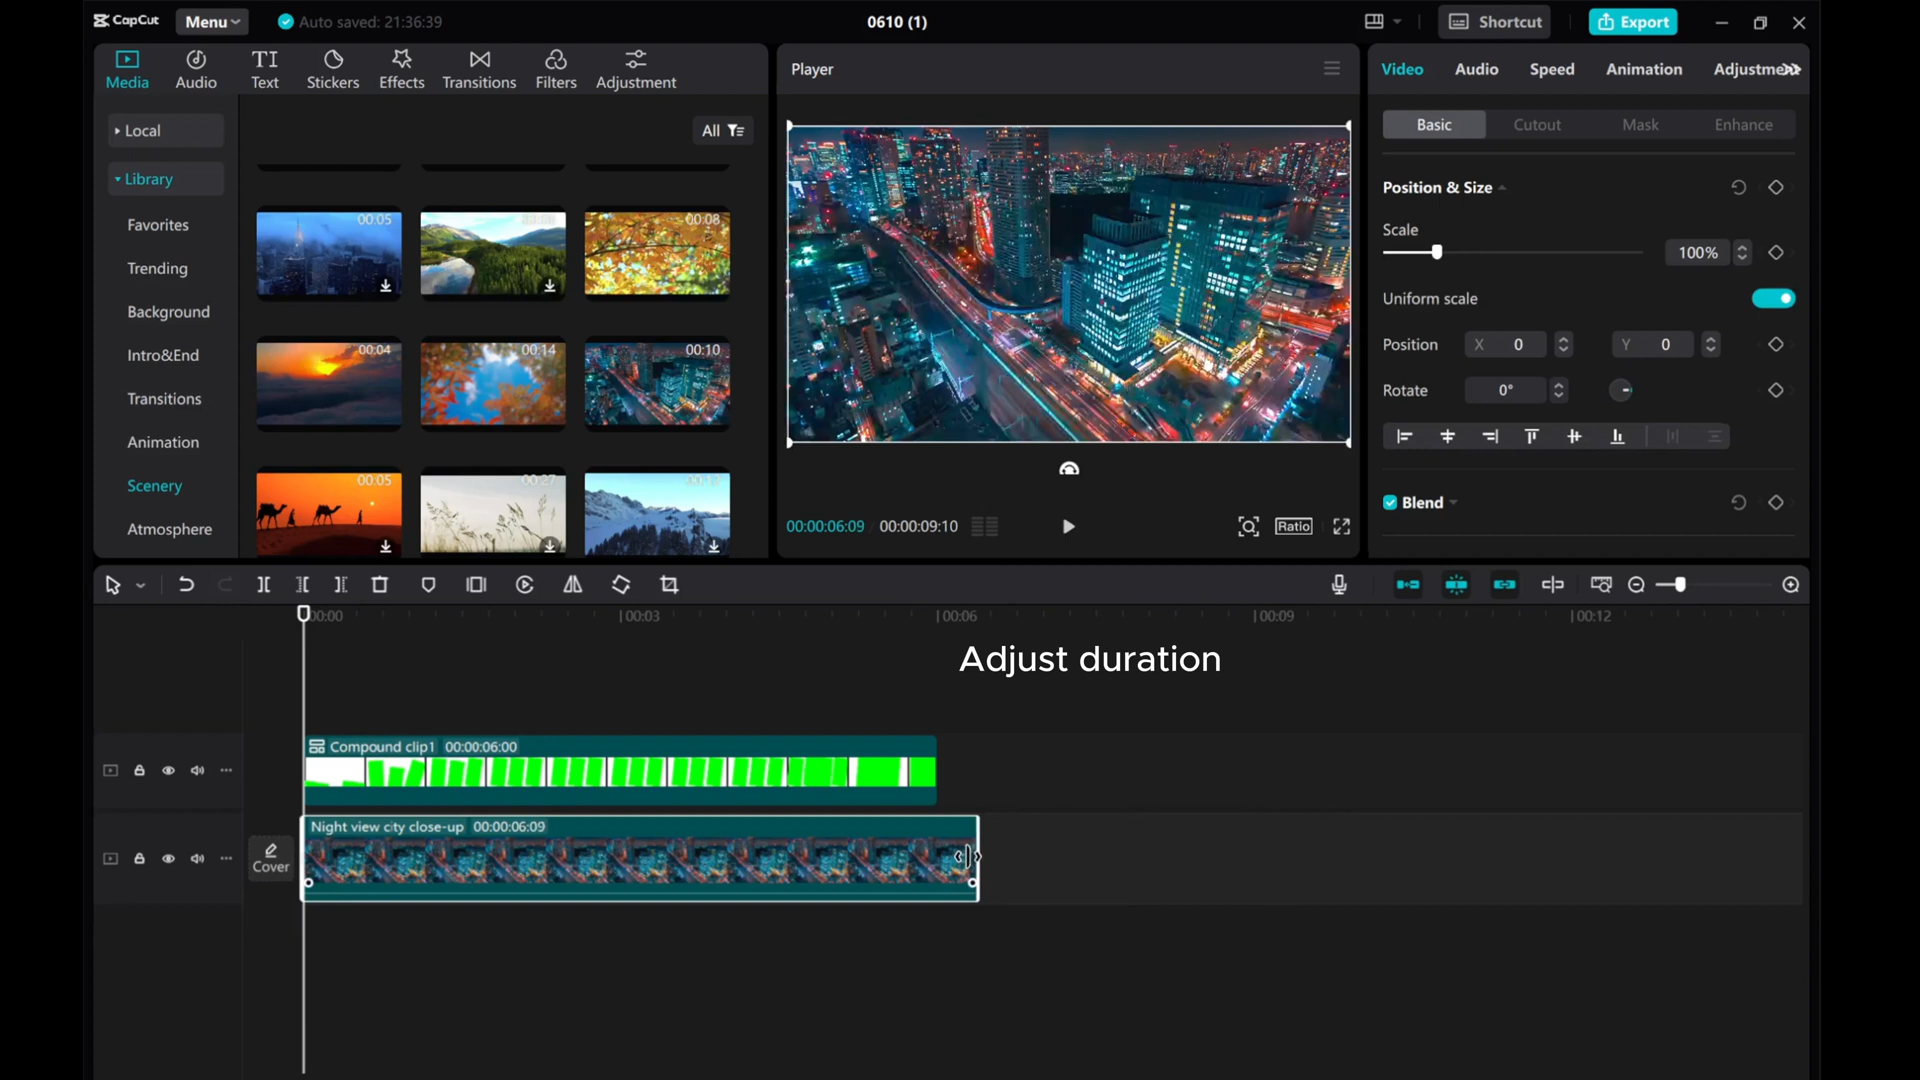 CapCut
Menu
Auto saved: 21:36:39
0610 (1)
Shortcut
Export
Media
Audio
Text
Stickers
Effects
Transitions
Filters
Adjustment
Player
Video
Audio
Speed
Animation
Adjustment
Local
All
Basic
Cutout
Mask
Enhance
Library
Position & Size
Favorites
00:05
00:08
Scale
100%
Trending
Uniform scale
Background
Intro&End
00:04
00:14
00:10
Position
X 0
Y 0
Transitions
Rotate
0°
Animation
Scenery
00:05
00:27
Blend
Atmosphere
00:00:06:09
00:00:09:10
Ratio
00:00
00:03
00:06
00:09
00:12
Adjust duration
Compound clip1 00:00:06:00
Night view city close-up 00:00:06:09
Cover